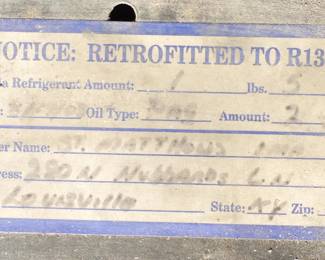 NOTICE: RETROFITTED TO R13
a Refrigerant Amount: 1 lbs. 5
Oil Type: PAG Amount: 2
er Name: ST. MATTHEWS
ress: 280 N HUBBARDS LN
LOUISVILLE State: KY Zip: